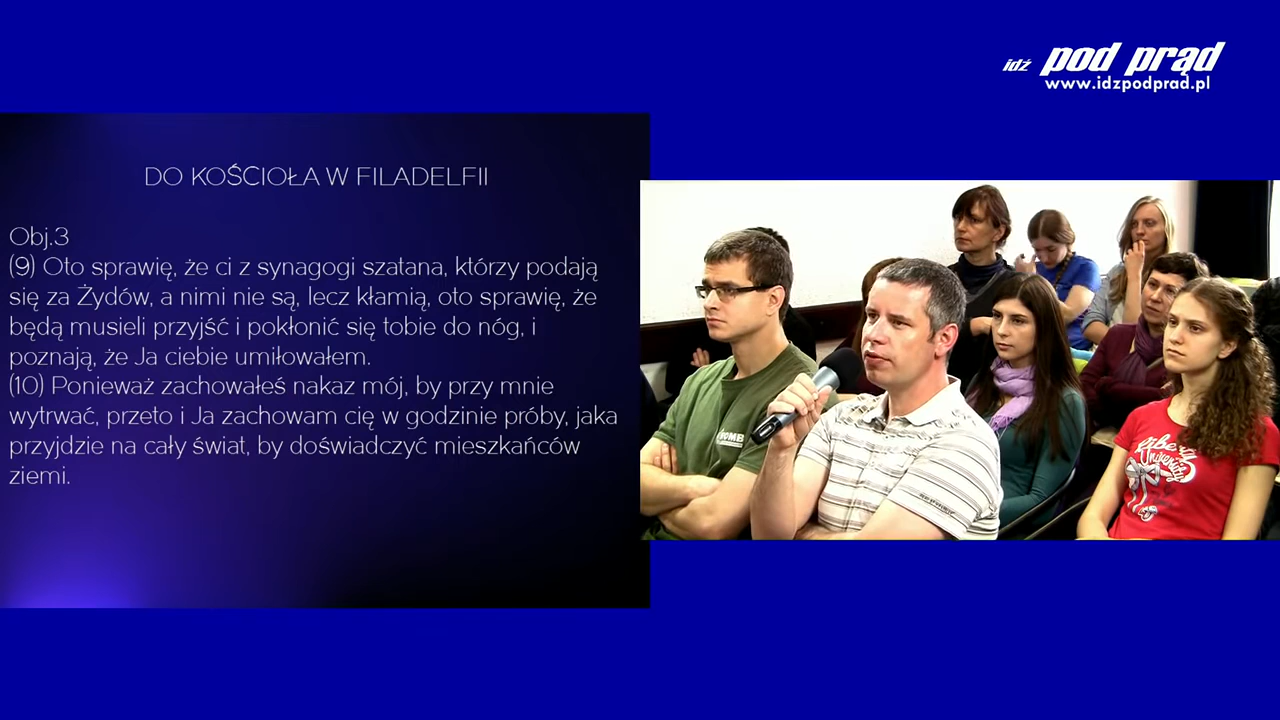 idź pod prąd
www.idzpodprad.pl
DO KOŚCIOŁA W FILADELFII
Obj.3
(9) Oto sprawię, że ci z synagogi szatana, którzy podają
się za Żydów, a nimi nie są, lecz kłamią, oto sprawię, że
będą musieli przyjść i pokłonić się tobie do nóg, i
poznają, że Ja ciebie umiłowałem.
(10) Ponieważ zachowałeś nakaz mój, by przy mnie
wytrwać, przeto i Ja zachowam cię w godzinie próby, jaka
przyjdzie na cały świat, by doświadczyć mieszkańców
ziemi.
Liberty
University